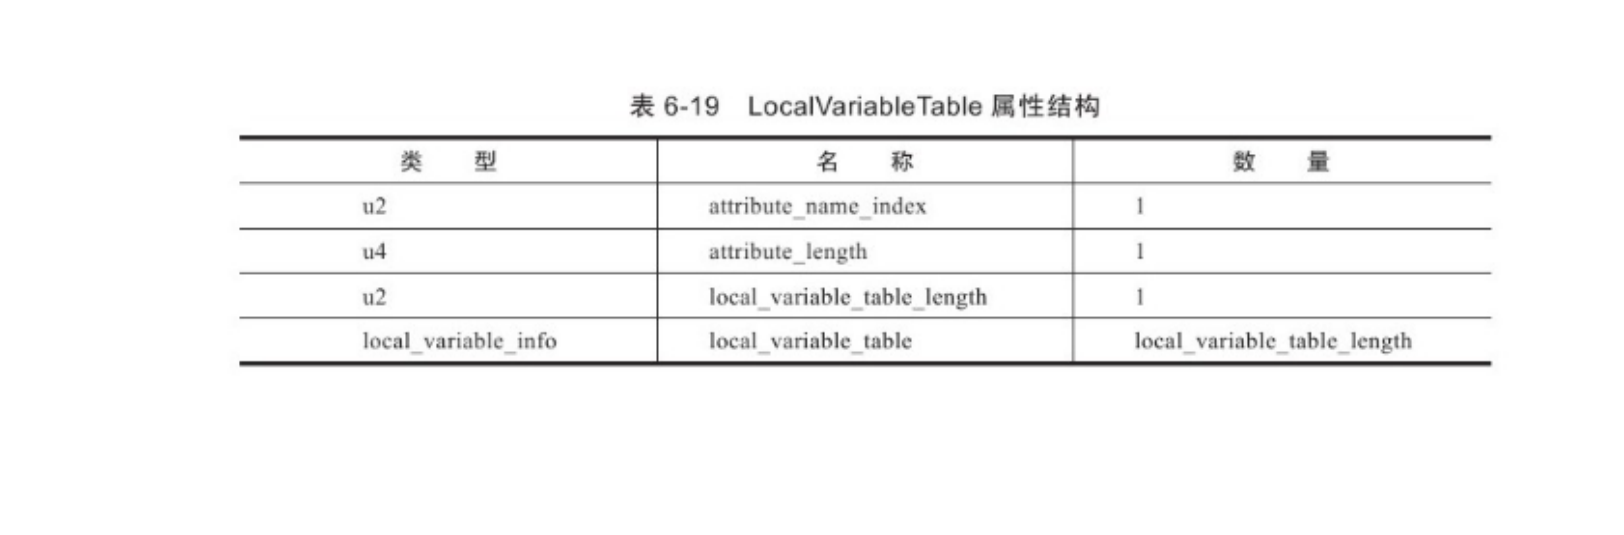 表 6-19 LocalVariableTable 属性结构
类 型 名 称 数 量
u2 attribute_name_index 1
u4 attribute_length 1
u2 local_variable_table_length 1
local_variable_info local_variable_table local_variable_table_length